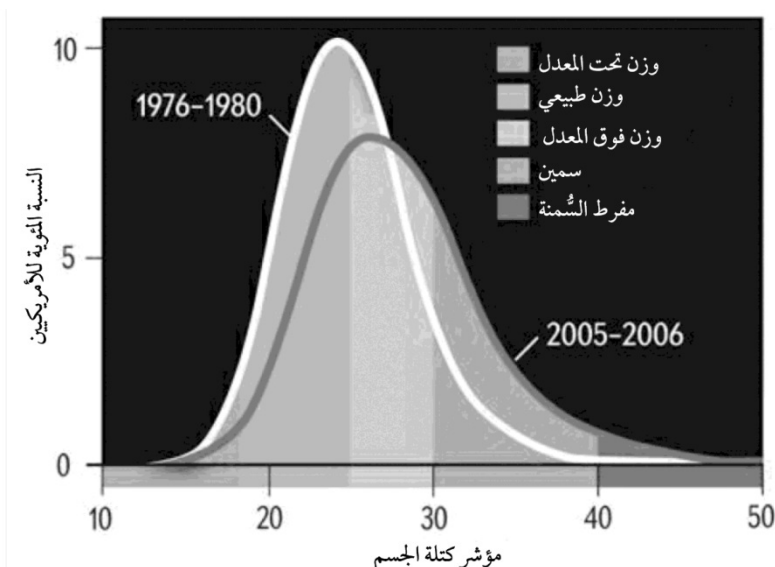 10
5
0
النسبة المئوية للأمريكيين
1976–1980
وزن تحت المعدل
وزن طبيعي
وزن فوق المعدل
سمين
مفرط السُّمنة
2005–2006
10 20 30 40 50
مؤشر كتلة الجسم